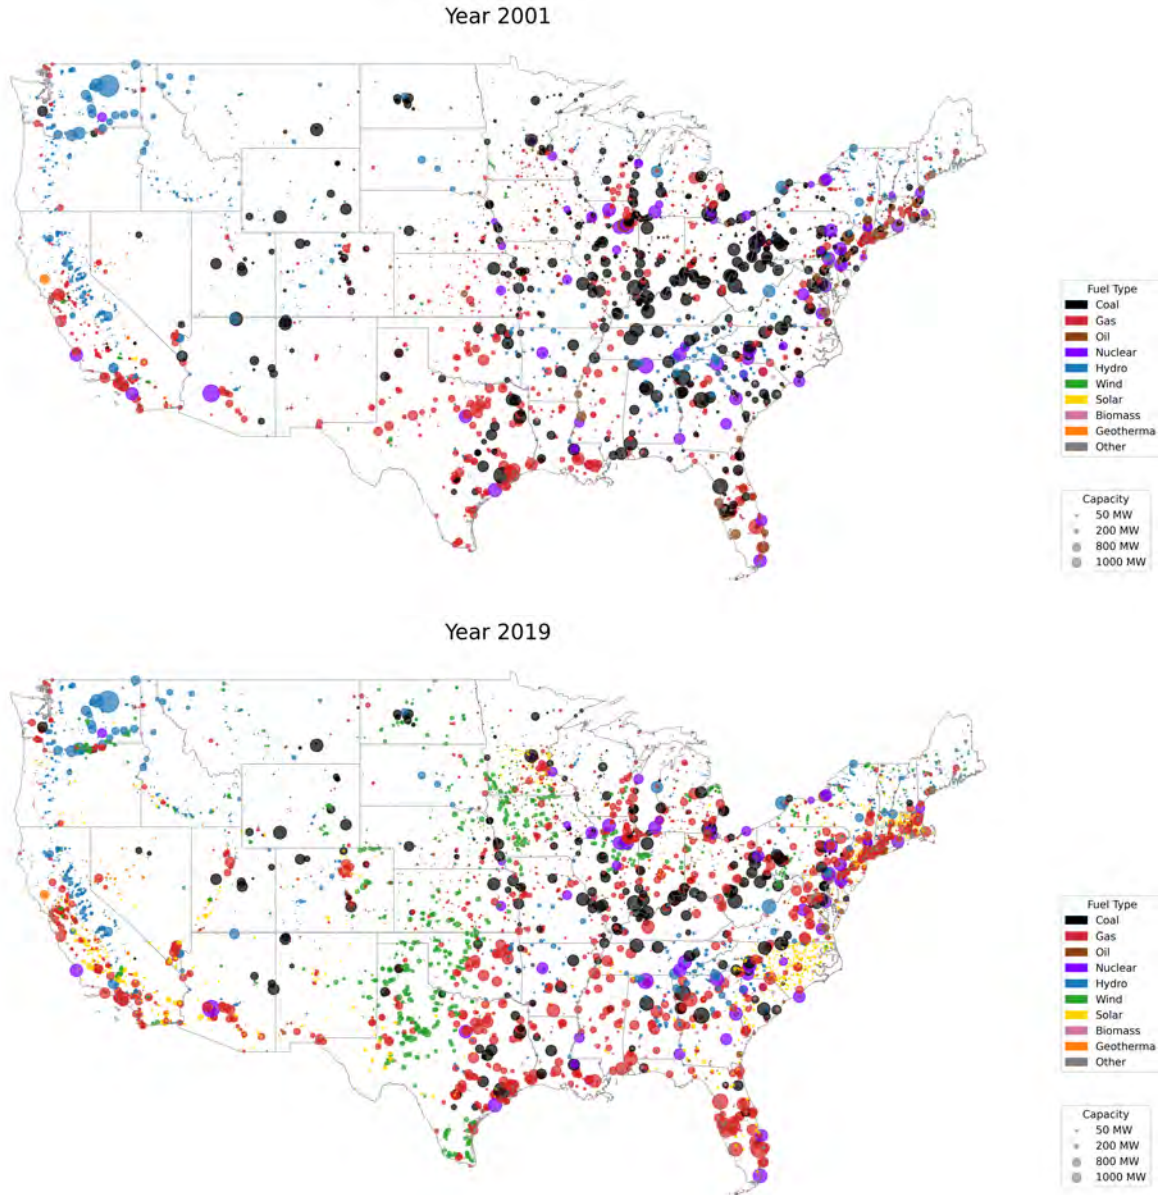 Year 2001
Fuel Type
Coal
Gas
Oil
Nuclear
Hydro
Wind
Solar
Biomass
Geotherma
Other
Capacity
50 MW
200 MW
800 MW
1000 MW
Year 2019
Fuel Type
Coal
Gas
Oil
Nuclear
Hydro
Wind
Solar
Biomass
Geotherma
Other
Capacity
50 MW
200 MW
800 MW
1000 MW